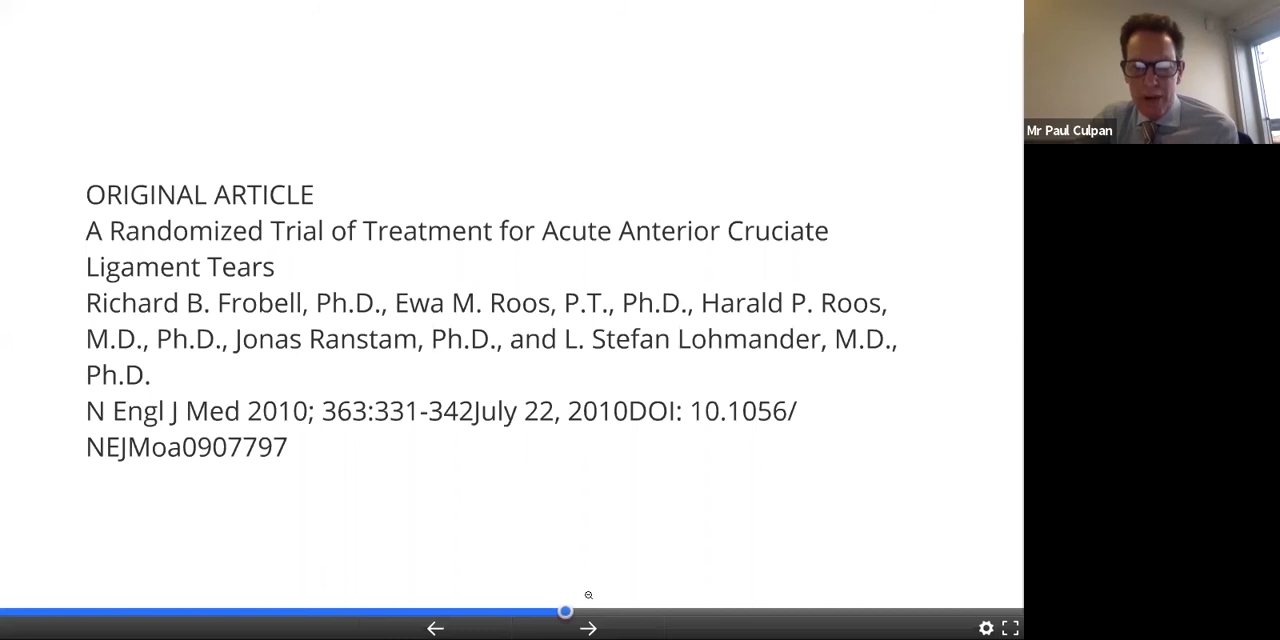 ORIGINAL ARTICLE
A Randomized Trial of Treatment for Acute Anterior Cruciate
Ligament Tears
Richard B. Frobell, Ph.D., Ewa M. Roos, P.T., Ph.D., Harald P. Roos,
M.D., Ph.D., Jonas Ranstam, Ph.D., and L. Stefan Lohmander, M.D.,
Ph.D.
N Engl J Med 2010; 363:331-342July 22, 2010DOI: 10.1056/
NEJMoa0907797
Mr Paul Culpan